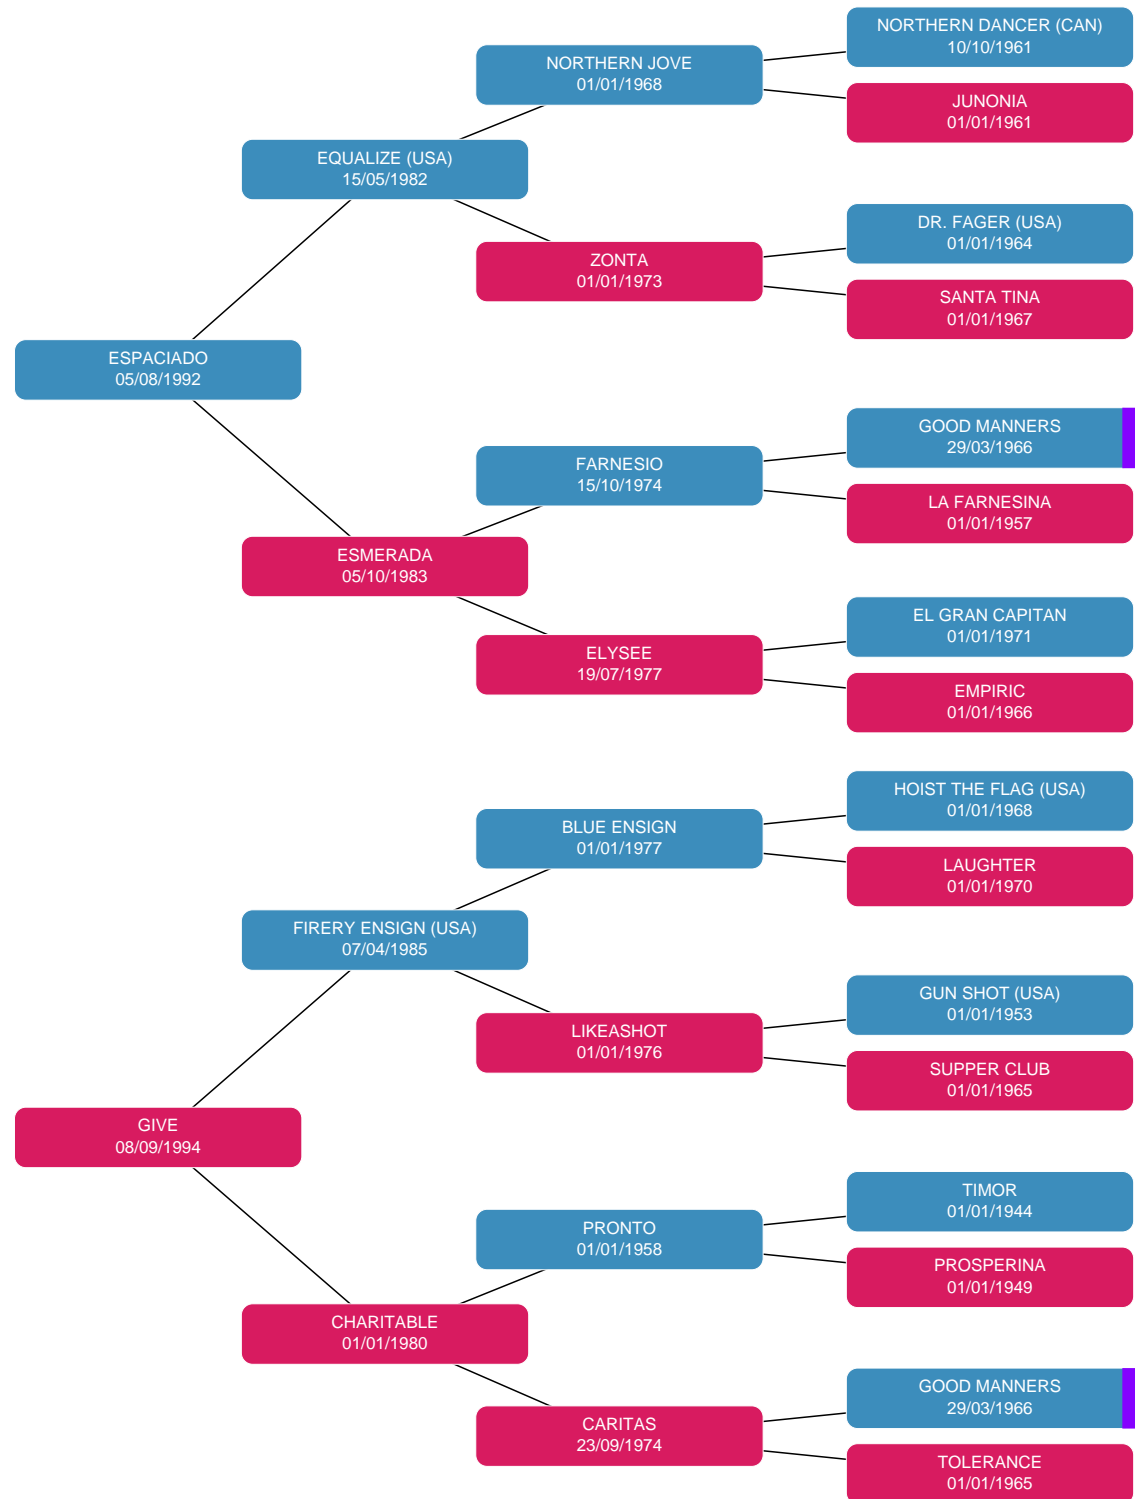 NORTHERN DANCER (CAN)
10/10/1961
NORTHERN JOVE
01/01/1968
JUNONIA
01/01/1961
EQUALIZE (USA)
15/05/1982
DR. FAGER (USA)
01/01/1964
ZONTA
01/01/1973
SANTA TINA
01/01/1967
ESPACIADO
05/08/1992
GOOD MANNERS
29/03/1966
FARNESIO
15/10/1974
LA FARNESINA
01/01/1957
ESMERADA
05/10/1983
EL GRAN CAPITAN
01/01/1971
ELYSEE
19/07/1977
EMPIRIC
01/01/1966
HOIST THE FLAG (USA)
01/01/1968
BLUE ENSIGN
01/01/1977
LAUGHTER
01/01/1970
FIRERY ENSIGN (USA)
07/04/1985
GUN SHOT (USA)
01/01/1953
LIKEASHOT
01/01/1976
SUPPER CLUB
01/01/1965
GIVE
08/09/1994
TIMOR
01/01/1944
PRONTO
01/01/1958
PROSPERINA
01/01/1949
CHARITABLE
01/01/1980
GOOD MANNERS
29/03/1966
CARITAS
23/09/1974
TOLERANCE
01/01/1965